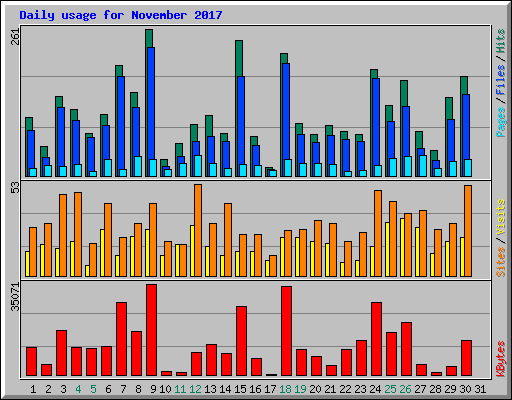 Daily usage for November 2017
261
53
35071
Pages / Files / Hits
Sites / Visits
KBytes
1 2 3 4 5 6 7 8 9 10 11 12 13 14 15 16 17 18 19 20 21 22 23 24 25 26 27 28 29 30 31